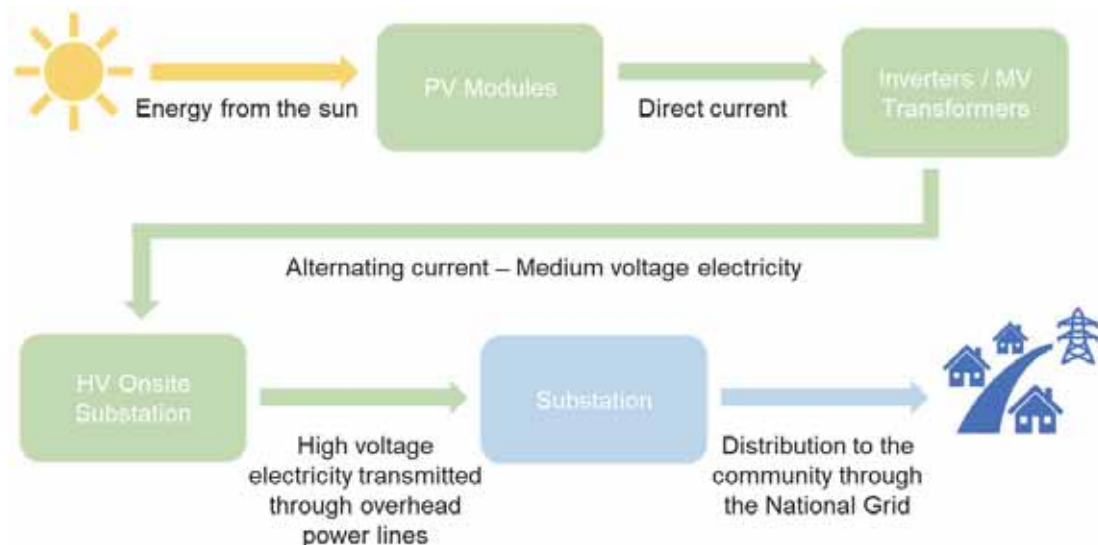 PV Modules
Inverters / MV
Transformers
Energy from the sun
Direct current
Alternating current – Medium voltage electricity
HV Onsite
Substation
Substation
High voltage
electricity transmitted
through overhead
power lines
Distribution to the
community through
the National Grid